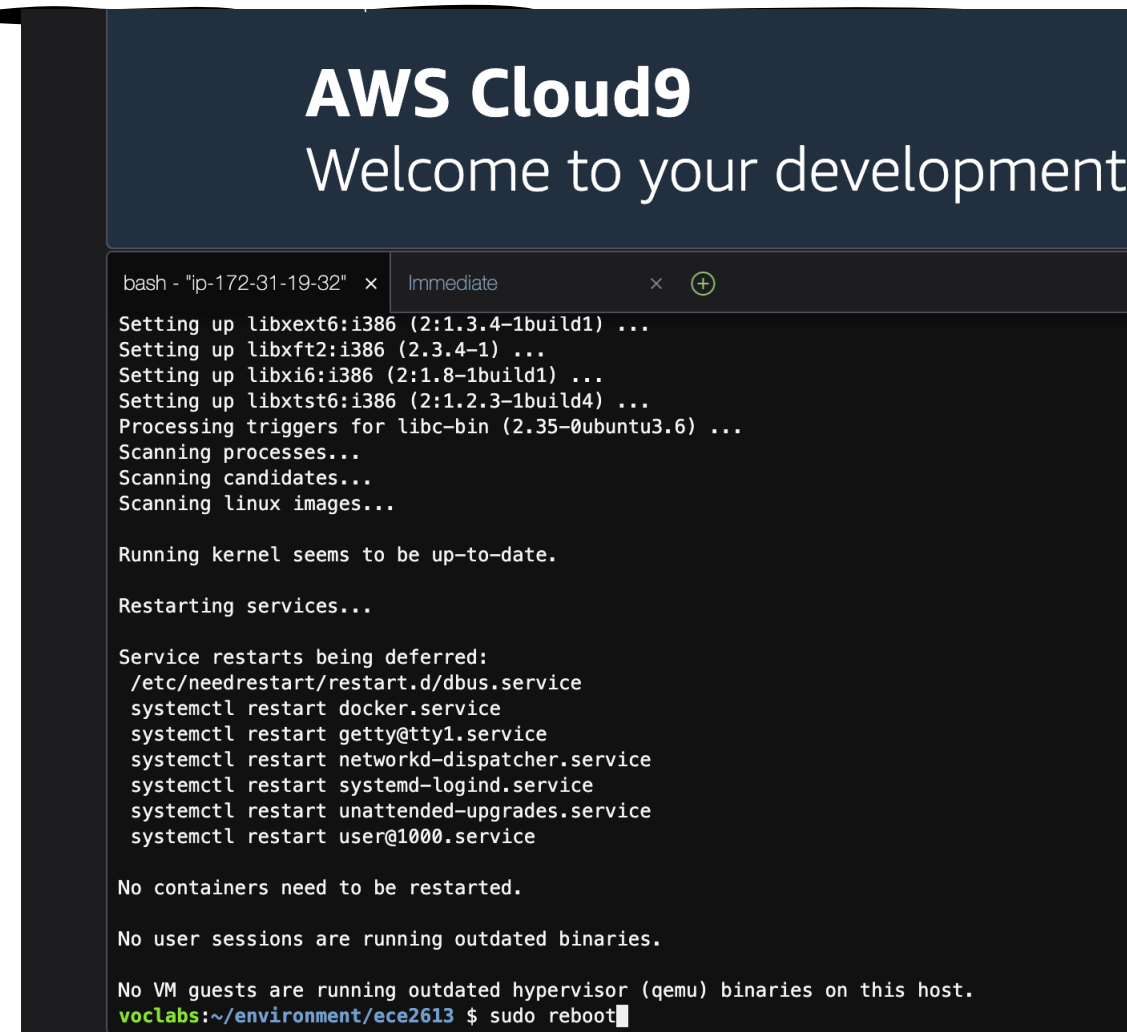 AWS Cloud9
Welcome to your development
bash - "ip-172-31-19-32" × Immediate ×
Setting up libxext6:i386 (2:1.3.4-1build1) ...
Setting up libxft2:i386 (2.3.4-1) ...
Setting up libxi6:i386 (2:1.8-1build1) ...
Setting up libxtst6:i386 (2:1.2.3-1build4) ...
Processing triggers for libc-bin (2.35-0ubuntu3.6) ...
Scanning processes...
Scanning candidates...
Scanning linux images...
Running kernel seems to be up-to-date.
Restarting services...
Service restarts being deferred:
/etc/needrestart/restart.d/dbus.service
systemctl restart docker.service
systemctl restart getty@tty1.service
systemctl restart networkd-dispatcher.service
systemctl restart systemd-logind.service
systemctl restart unattended-upgrades.service
systemctl restart user@1000.service
No containers need to be restarted.
No user sessions are running outdated binaries.
No VM guests are running outdated hypervisor (qemu) binaries on this host.
voclabs:~/environment/ece2613 $ sudo reboot